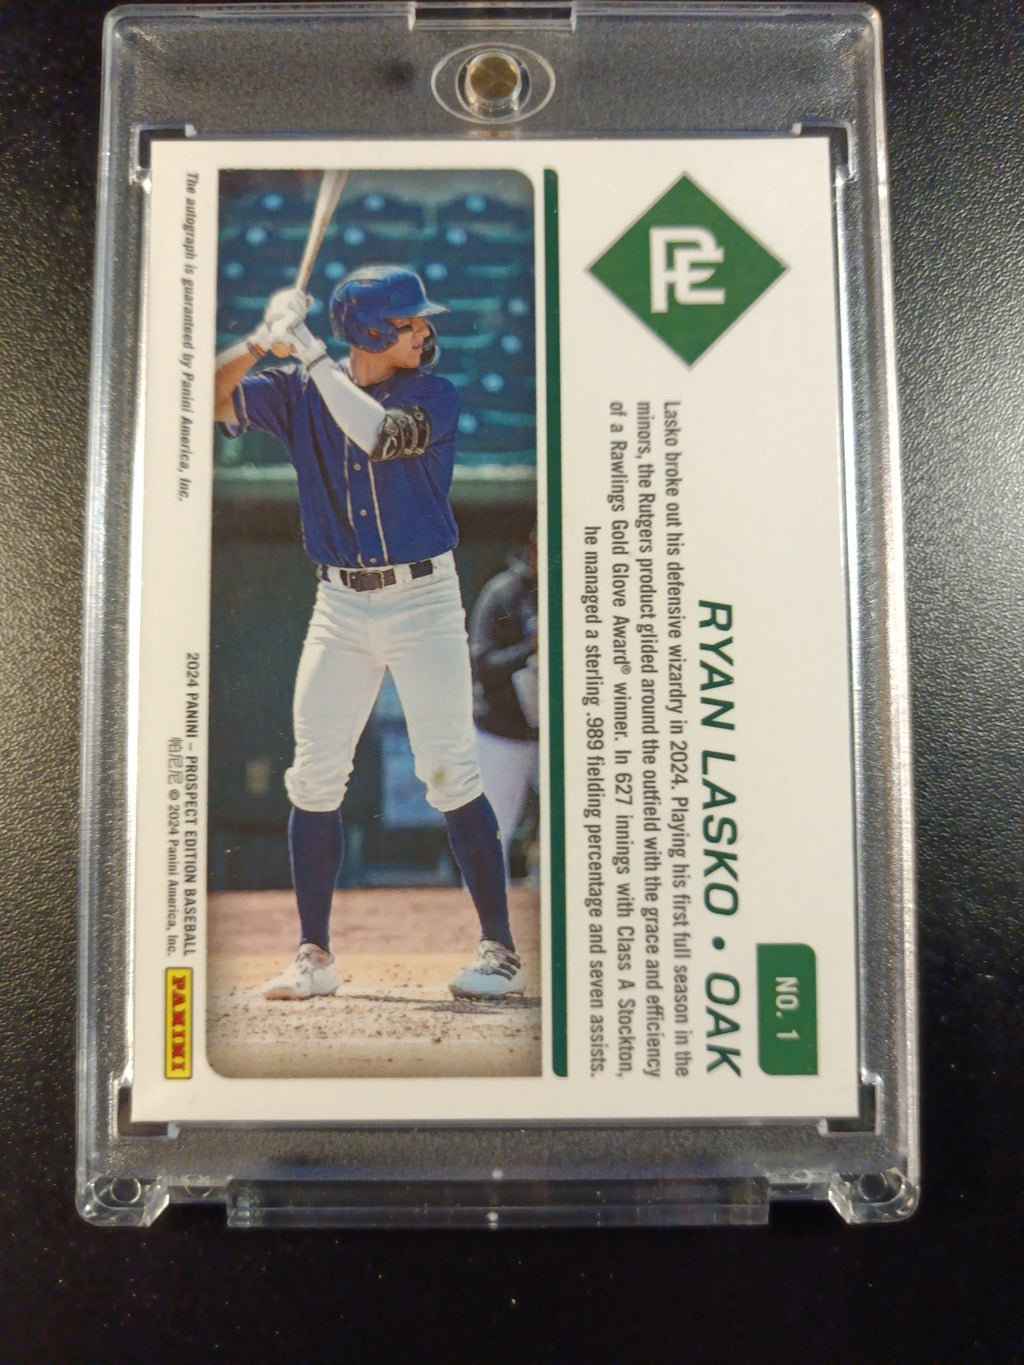 NO. 1
RYAN LASKO • OAK
Lasko broke out his defensive wizardry in 2024. Playing his first full season in the
minors, the Rutgers product glided around the outfield with the grace and efficiency
of a Rawlings Gold Glove Award® winner. In 627 innings with Class A Stockton,
he managed a sterling .989 fielding percentage and seven assists.
The autograph is guaranteed by Panini America, Inc.
2024 PANINI – PROSPECT EDITION BASEBALL
帕尼尼 © 2024 Panini America, Inc.
PANINI